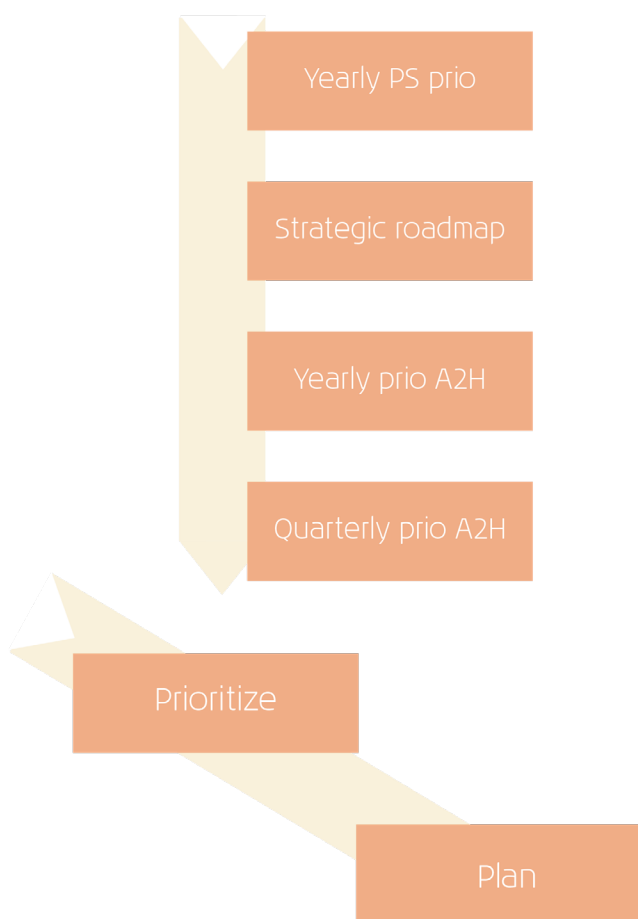 Yearly PS prio
Strategic roadmap
Yearly prio A2H
Quarterly prio A2H
Prioritize
Plan